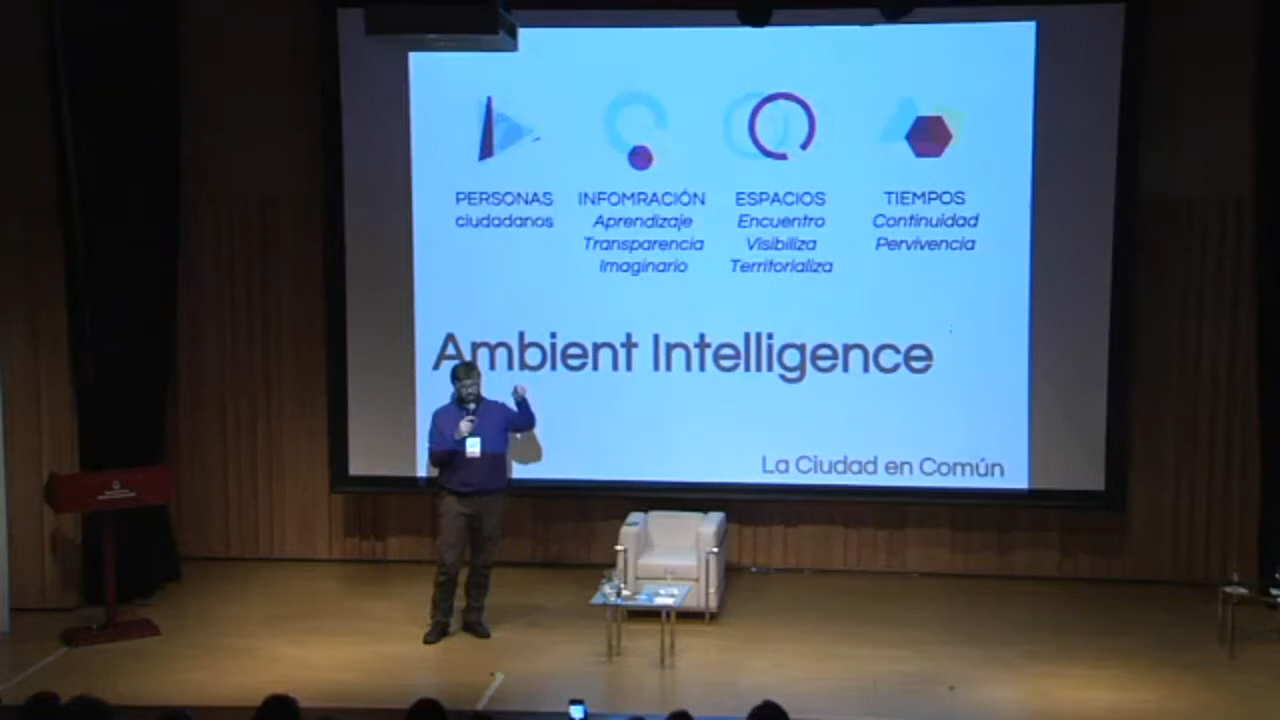 PERSONAS
ciudadanos
INFOMRACIÓN
Aprendizaje
Transparencia
Imaginario
ESPACIOS
Encuentro
Visibiliza
Territorializa
TIEMPOS
Continuidad
Pervivencia
Ambient Intelligence
La Ciudad en Común